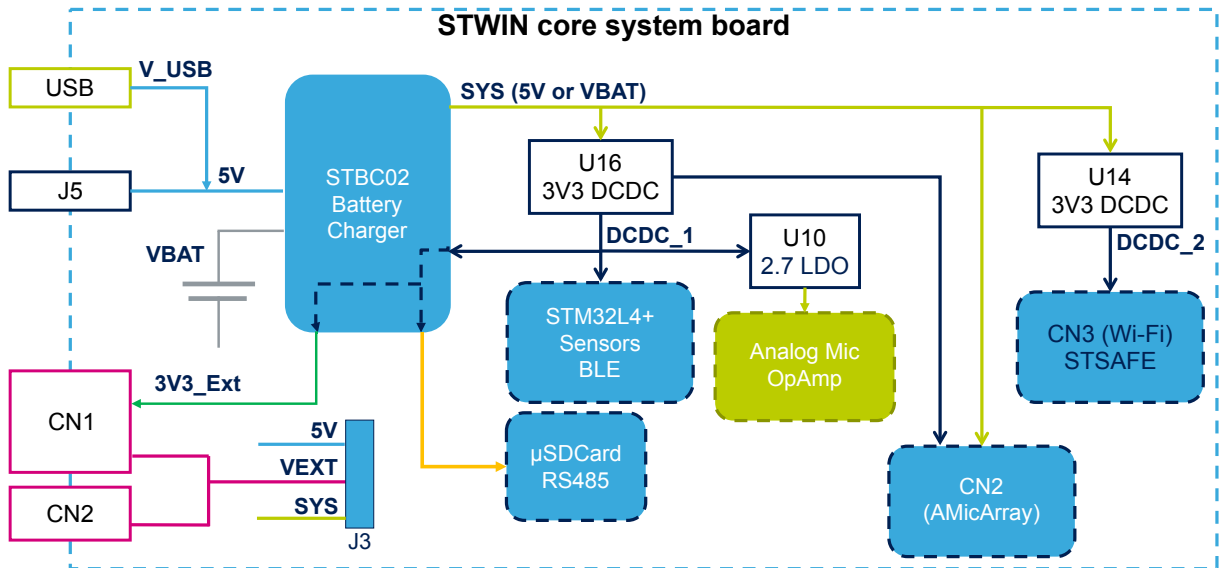 STWIN core system board
USB
V_USB
SYS (5V or VBAT)
J5
5V
STBC02
Battery
Charger
U16
3V3 DCDC
U14
3V3 DCDC
VBAT
DCDC_1
U10
2.7 LDO
DCDC_2
STM32L4+
Sensors
BLE
Analog Mic
OpAmp
CN3 (Wi-Fi)
STSAFE
3V3_Ext
CN1
5V
VEXT
SYS
J3
CN2
µSDCard
RS485
CN2
(AMicArray)